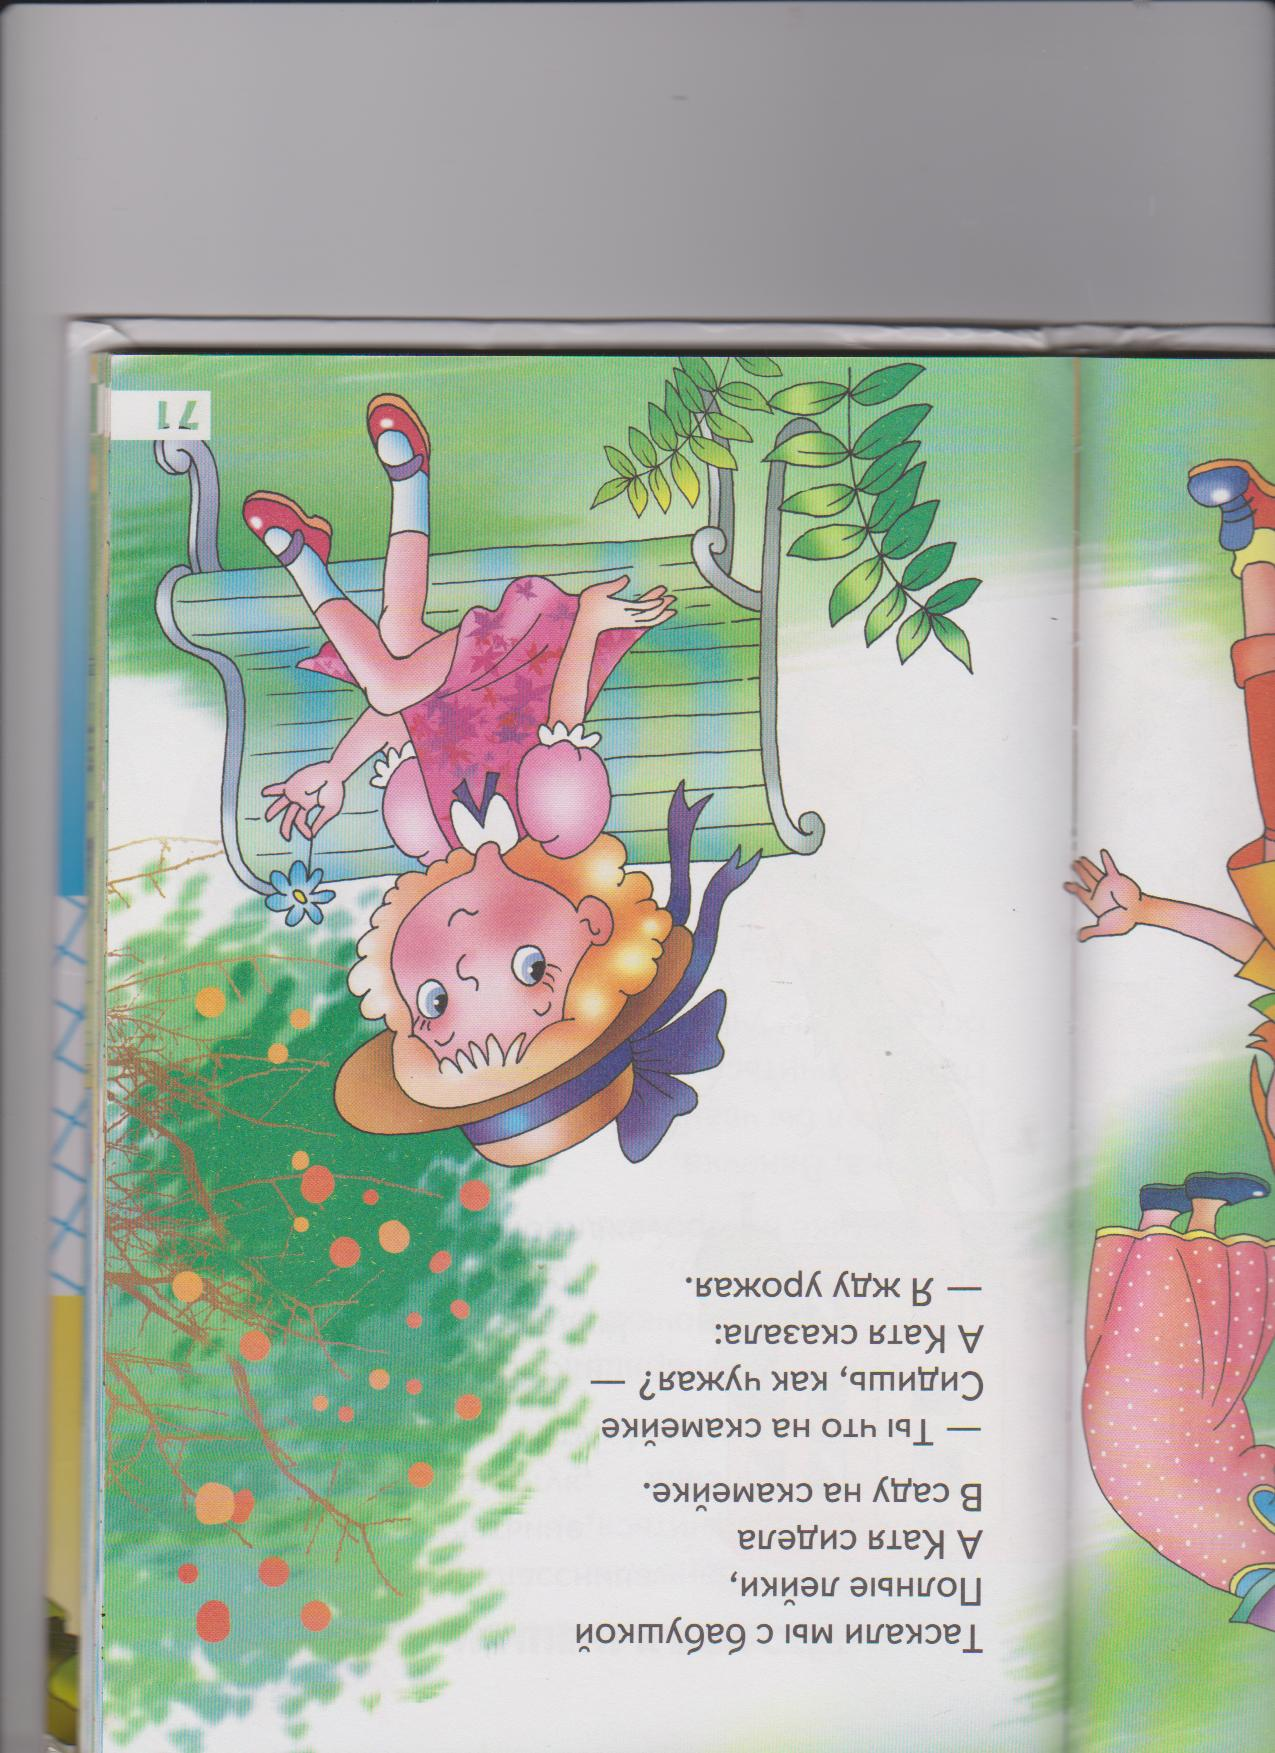 Таскали мы с бабушкой
Полные лейки,
А Катя сидела
В саду на скамейке.
— Ты что на скамейке
Сидишь, как чужая? —
А Катя сказала:
— Я жду урожая.
71